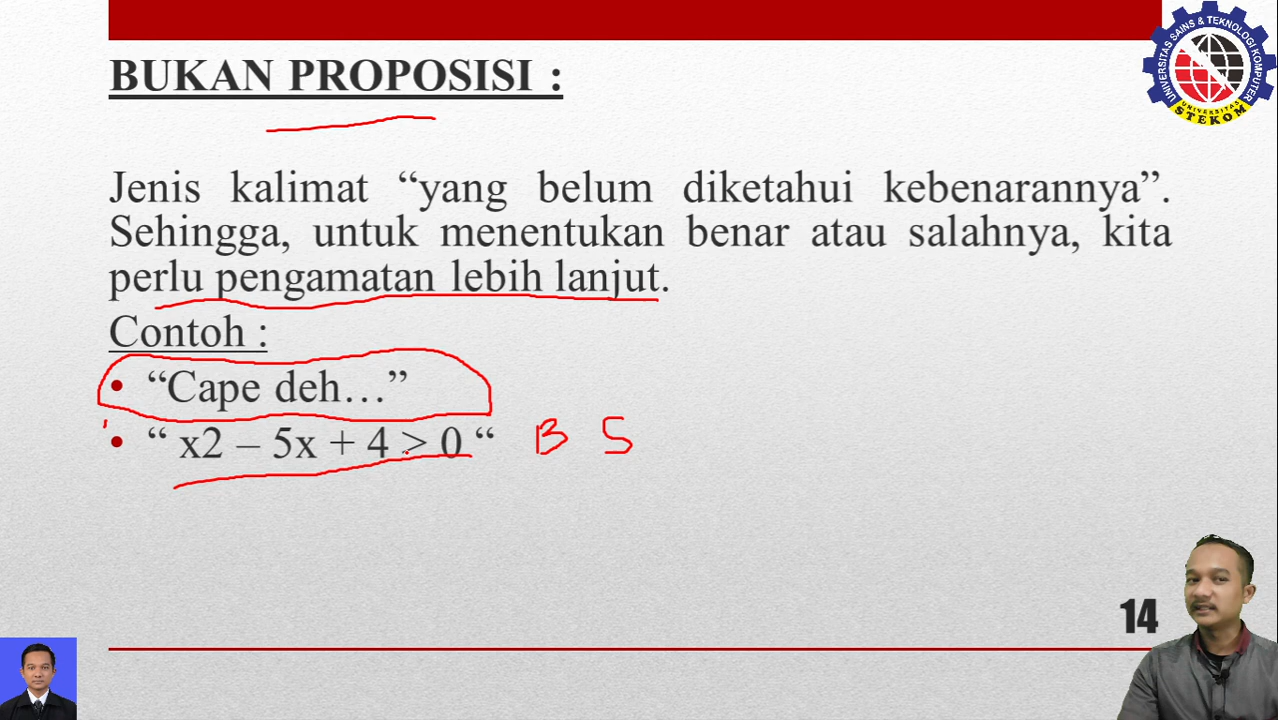 BUKAN PROPOSISI :
UNIVERSITAS SAINS & TEKNOLOGI KOMPUTER
UNIVERSITAS
STEKOM
Jenis kalimat “yang belum diketahui kebenarannya”.
Sehingga, untuk menentukan benar atau salahnya, kita
perlu pengamatan lebih lanjut.
Contoh :
• “Cape deh…”
• “ x2 – 5x + 4 > 0 “ B S
14